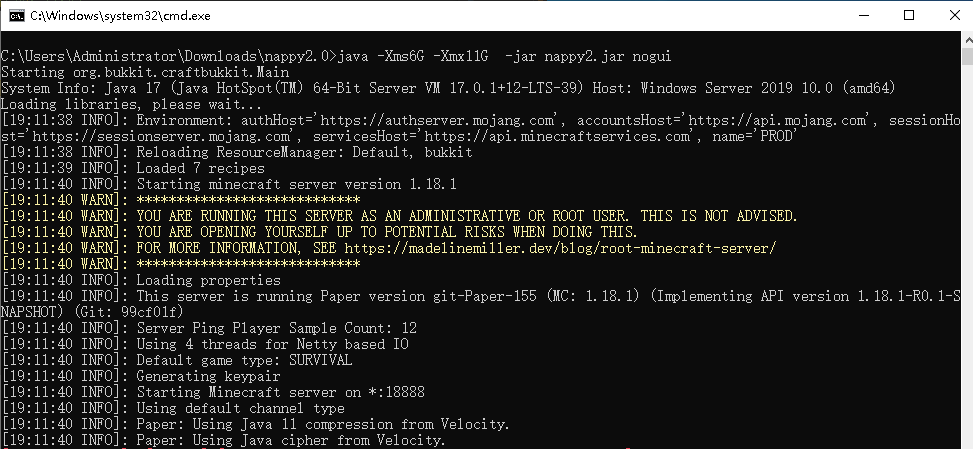 C:\Windows\system32\cmd.exe
C:\Users\Administrator\Downloads\nappy2.0>java -Xms6G -Xmx11G  -jar nappy2.jar nogui
Starting org.bukkit.craftbukkit.Main
System Info: Java 17 (Java HotSpot(TM) 64-Bit Server VM 17.0.1+12-LTS-39) Host: Windows Server 2019 10.0 (amd64)
Loading libraries, please wait...
[19:11:38 INFO]: Environment: authHost='https://authserver.mojang.com', accountsHost='https://api.mojang.com', sessionHo
st='https://sessionserver.mojang.com', servicesHost='https://api.minecraftservices.com', name='PROD'
[19:11:38 INFO]: Reloading ResourceManager: Default, bukkit
[19:11:39 INFO]: Loaded 7 recipes
[19:11:40 INFO]: Starting minecraft server version 1.18.1
[19:11:40 WARN]: ****************************
[19:11:40 WARN]: YOU ARE RUNNING THIS SERVER AS AN ADMINISTRATIVE OR ROOT USER. THIS IS NOT ADVISED.
[19:11:40 WARN]: YOU ARE OPENING YOURSELF UP TO POTENTIAL RISKS WHEN DOING THIS.
[19:11:40 WARN]: FOR MORE INFORMATION, SEE https://madelinemiller.dev/blog/root-minecraft-server/
[19:11:40 WARN]: ****************************
[19:11:40 INFO]: Loading properties
[19:11:40 INFO]: This server is running Paper version git-Paper-155 (MC: 1.18.1) (Implementing API version 1.18.1-R0.1-S
NAPSHOT) (Git: 99cf01f)
[19:11:40 INFO]: Server Ping Player Sample Count: 12
[19:11:40 INFO]: Using 4 threads for Netty based IO
[19:11:40 INFO]: Default game type: SURVIVAL
[19:11:40 INFO]: Generating keypair
[19:11:40 INFO]: Starting Minecraft server on *:18888
[19:11:40 INFO]: Using default channel type
[19:11:40 INFO]: Paper: Using Java 11 compression from Velocity.
[19:11:40 INFO]: Paper: Using Java cipher from Velocity.